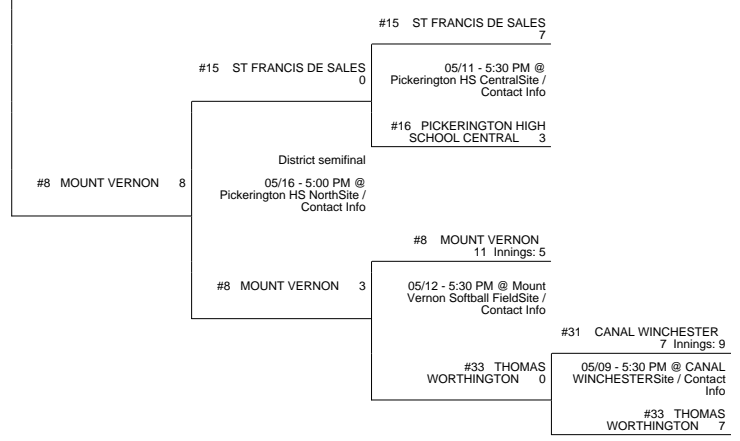 #15 ST FRANCIS DE SALES
7
#15 ST FRANCIS DE SALES
0
05/11 - 5:30 PM @
Pickerington HS CentralSite /
Contact Info
#16 PICKERINGTON HIGH
SCHOOL CENTRAL 3
District semifinal
#8 MOUNT VERNON 8
05/16 - 5:00 PM @
Pickerington HS NorthSite /
Contact Info
#8 MOUNT VERNON
11 Innings: 5
#8 MOUNT VERNON 3
05/12 - 5:30 PM @ Mount
Vernon Softball FieldSite /
Contact Info
#31 CANAL WINCHESTER
7 Innings: 9
#33 THOMAS
WORTHINGTON 0
05/09 - 5:30 PM @ CANAL
WINCHESTERSite / Contact
Info
#33 THOMAS
WORTHINGTON 7